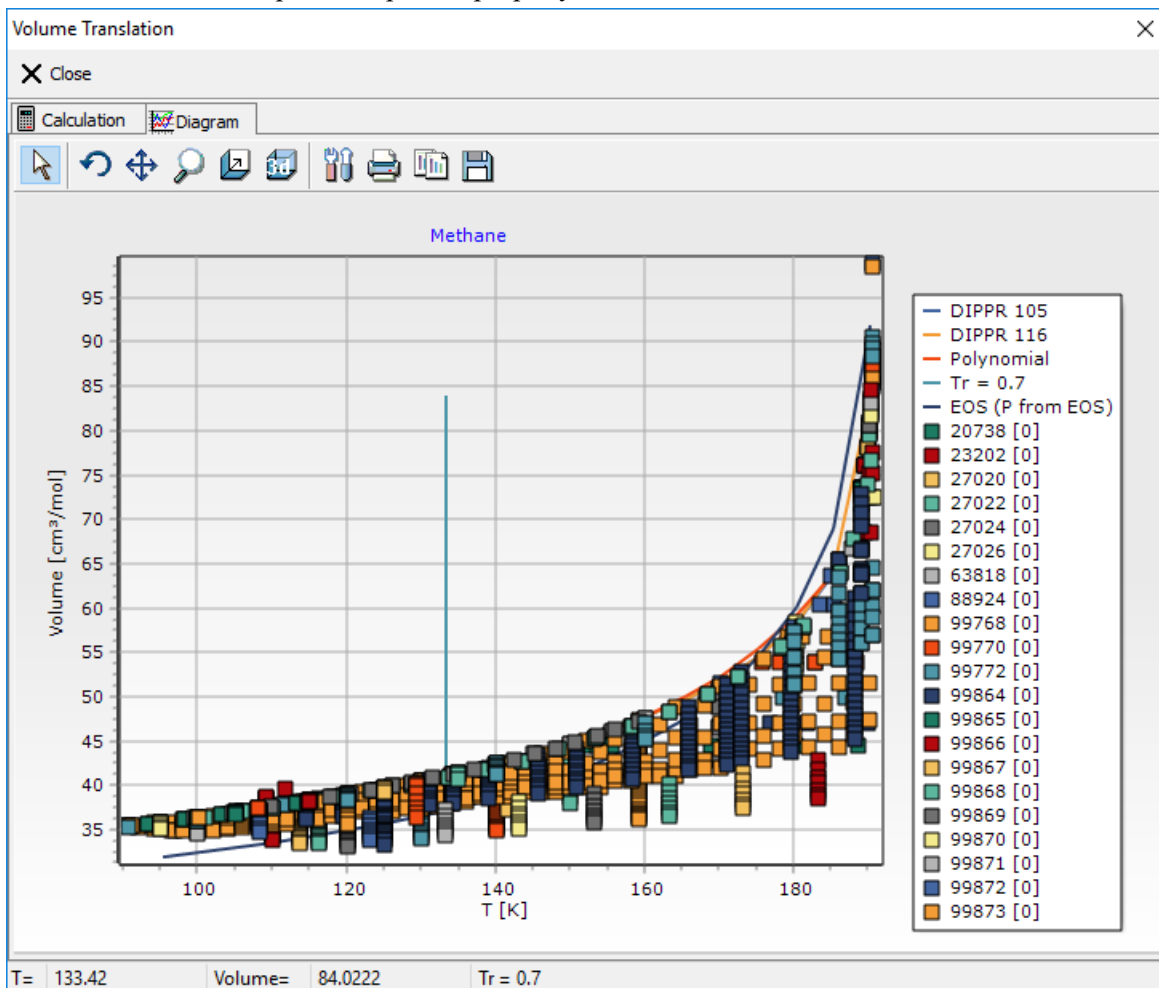 Volume Translation
Close
Calculation
Diagram
3d
Methane
95
90
85
80
75
70
65
60
55
50
45
40
35
Volume [cm³/mol]
100
120
140
160
180
T [K]
DIPPR 105
DIPPR 116
Polynomial
Tr = 0.7
EOS (P from EOS)
20738 [0]
23202 [0]
27020 [0]
27022 [0]
27024 [0]
27026 [0]
63818 [0]
88924 [0]
99768 [0]
99770 [0]
99772 [0]
99864 [0]
99865 [0]
99866 [0]
99867 [0]
99868 [0]
99869 [0]
99870 [0]
99871 [0]
99872 [0]
99873 [0]
T= 133.42 Volume= 84.0222 Tr = 0.7